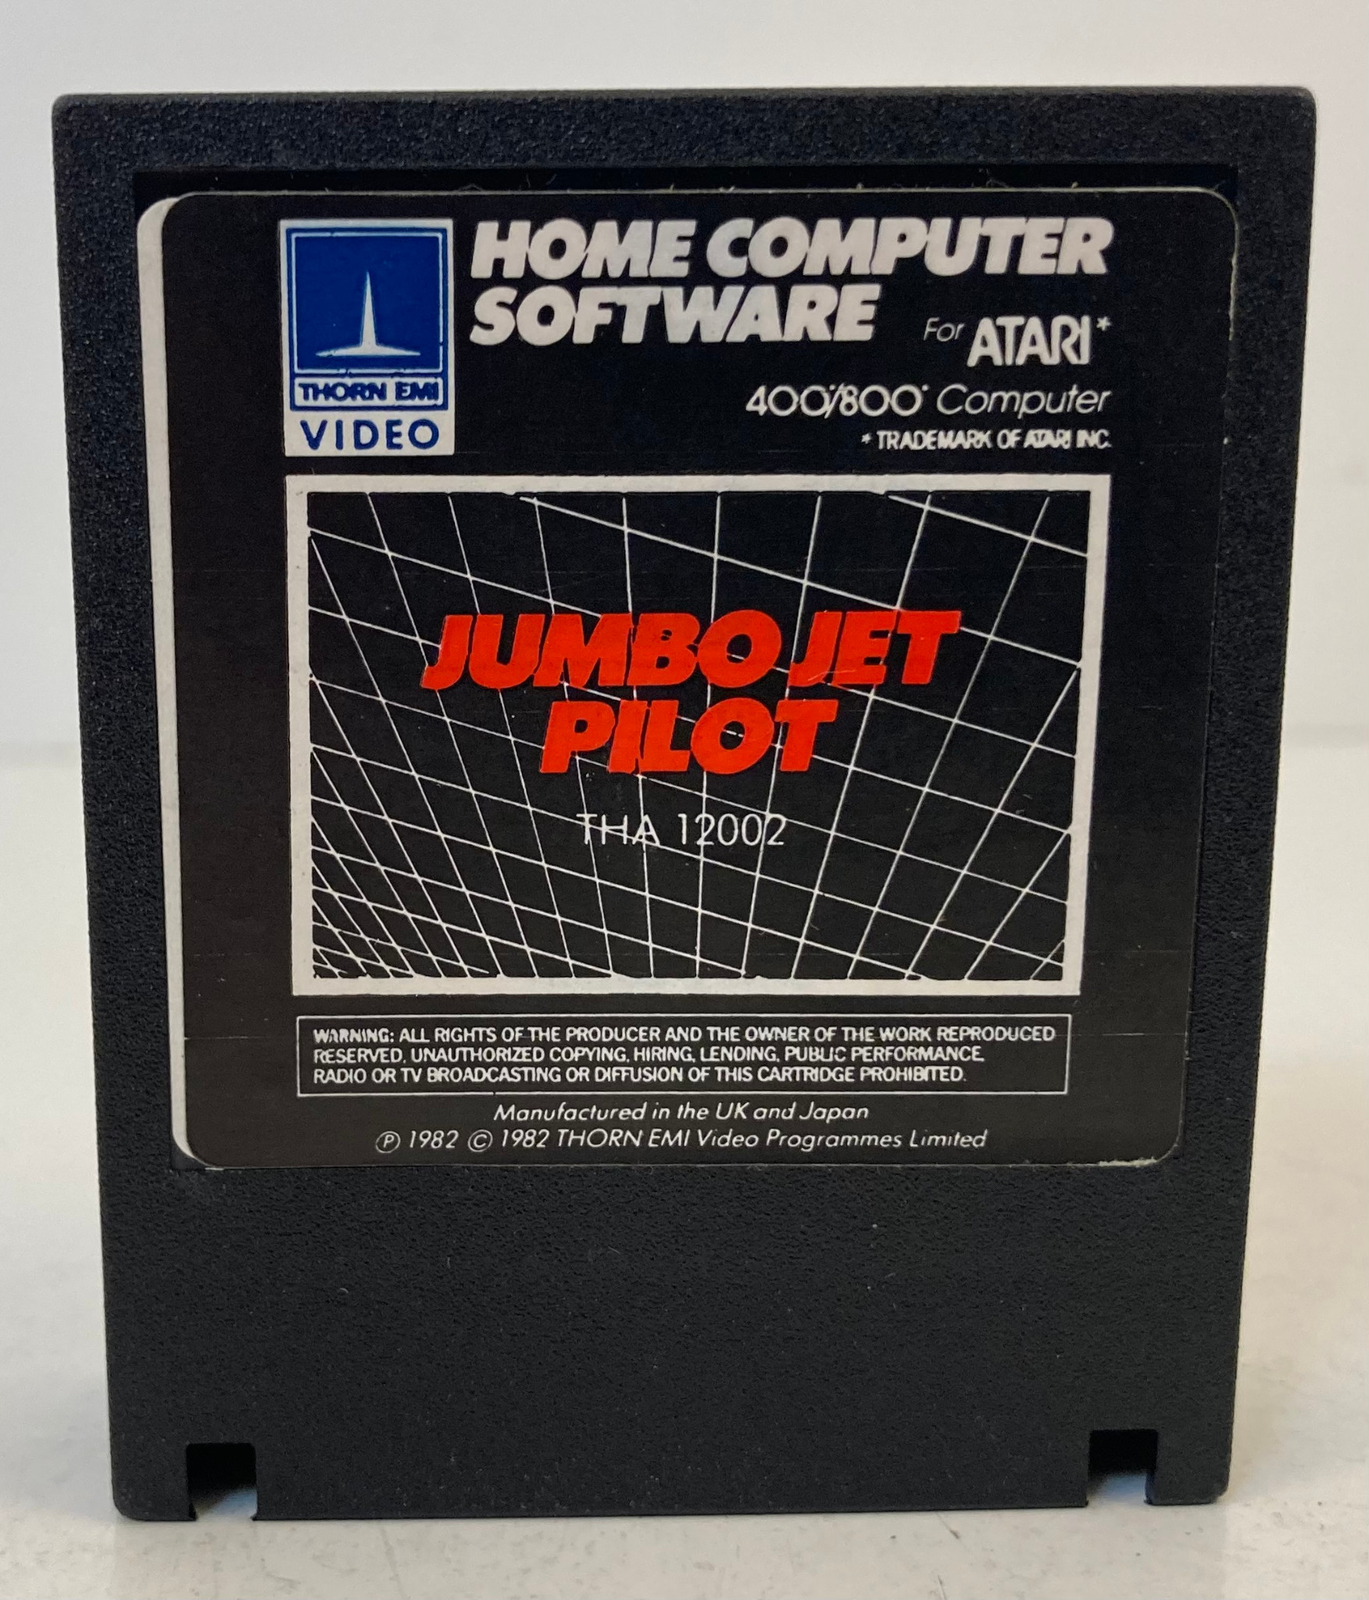 HOME COMPUTER
SOFTWARE
For ATARI*
400*/800* Computer
* TRADEMARK OF ATARI INC.
THORN EMI
VIDEO
JUMBO JET
PILOT
THA 12002
WARNING: ALL RIGHTS OF THE PRODUCER AND THE OWNER OF THE WORK REPRODUCED
RESERVED, UNAUTHORIZED COPYING, HIRING, LENDING, PUBLIC PERFORMANCE,
RADIO OR TV BROADCASTING OR DIFFUSION OF THIS CARTRIDGE PROHIBITED.
Manufactured in the UK and Japan
Ⓟ 1982 © 1982 THORN EMI Video Programmes Limited